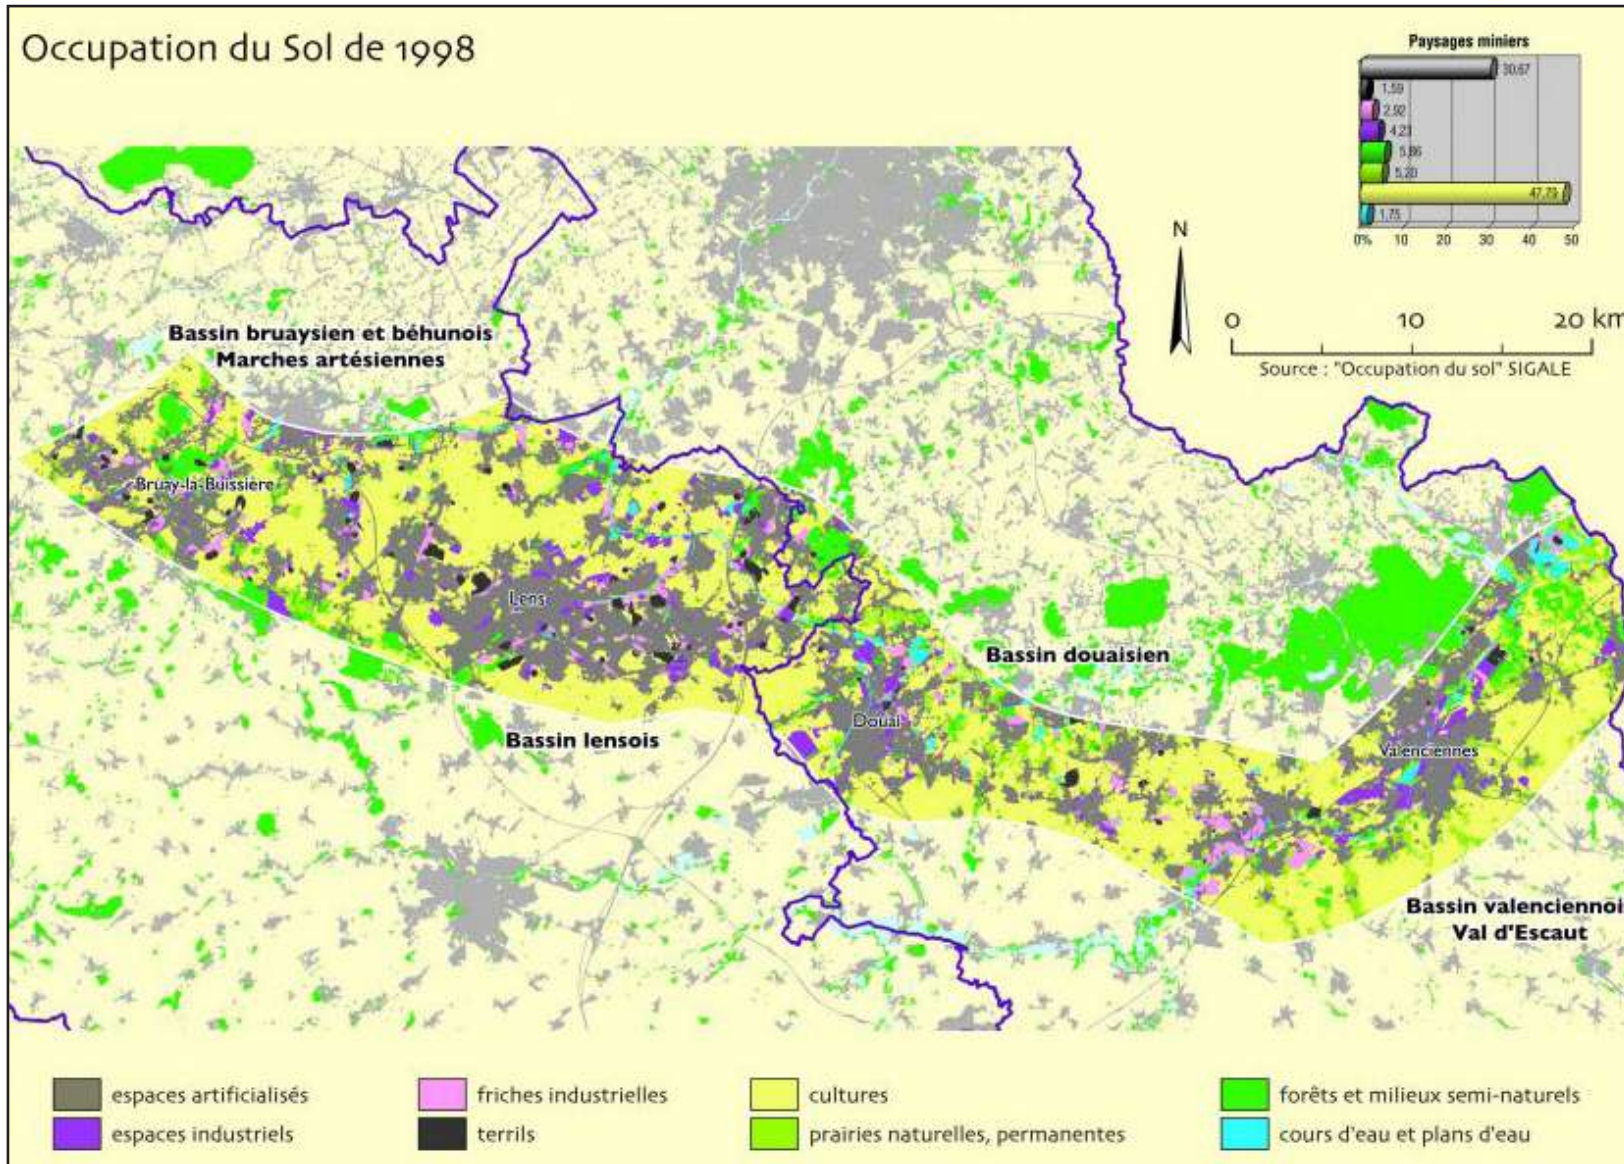 Occupation du Sol de 1998
Paysages miniers
30,67
1,59
2,92
4,23
5,86
5,20
47,79
1,75
0% 10 20 30 40 50
N
0 10 20 km
Source : "Occupation du sol" SIGALE
Bassin bruaysien et béhunois
Marches artésiennes
Bruay-la-Buissière
Lens
Bassin douaisien
Douai
Bassin lensois
Valenciennes
Bassin valenciennoi
Val d'Escaut
espaces artificialisés
friches industrielles
cultures
forêts et milieux semi-naturels
espaces industriels
terrils
prairies naturelles, permanentes
cours d'eau et plans d'eau